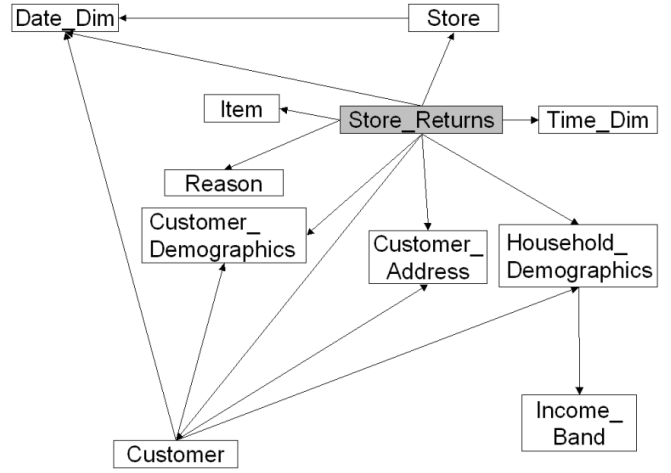 Date_Dim
Store
Item
Store_Returns
Time_Dim
Reason
Customer_
Demographics
Customer_
Address
Household_
Demographics
Income_
Band
Customer